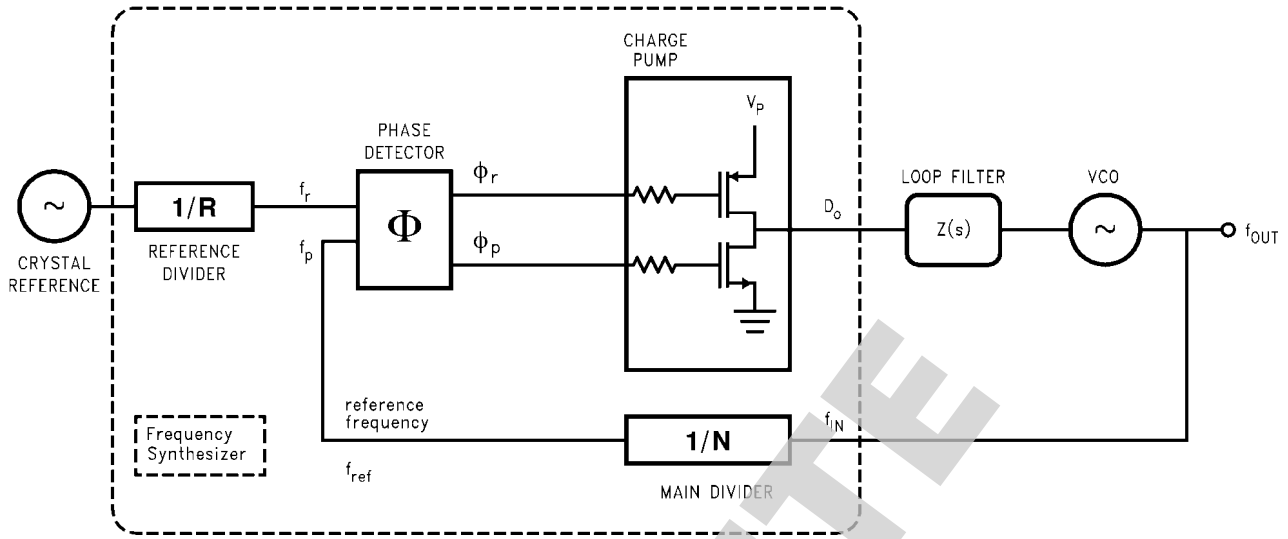 CHARGE
PUMP
V_P
PHASE
DETECTOR
LOOP FILTER
VCO
~
1/R
f_r
Φ
ϕ_r
D_o
Z(s)
~
f_OUT
f_p
ϕ_p
REFERENCE
DIVIDER
CRYSTAL
REFERENCE
reference
frequency
f_ref
1/N
f_IN
MAIN DIVIDER
Frequency
Synthesizer